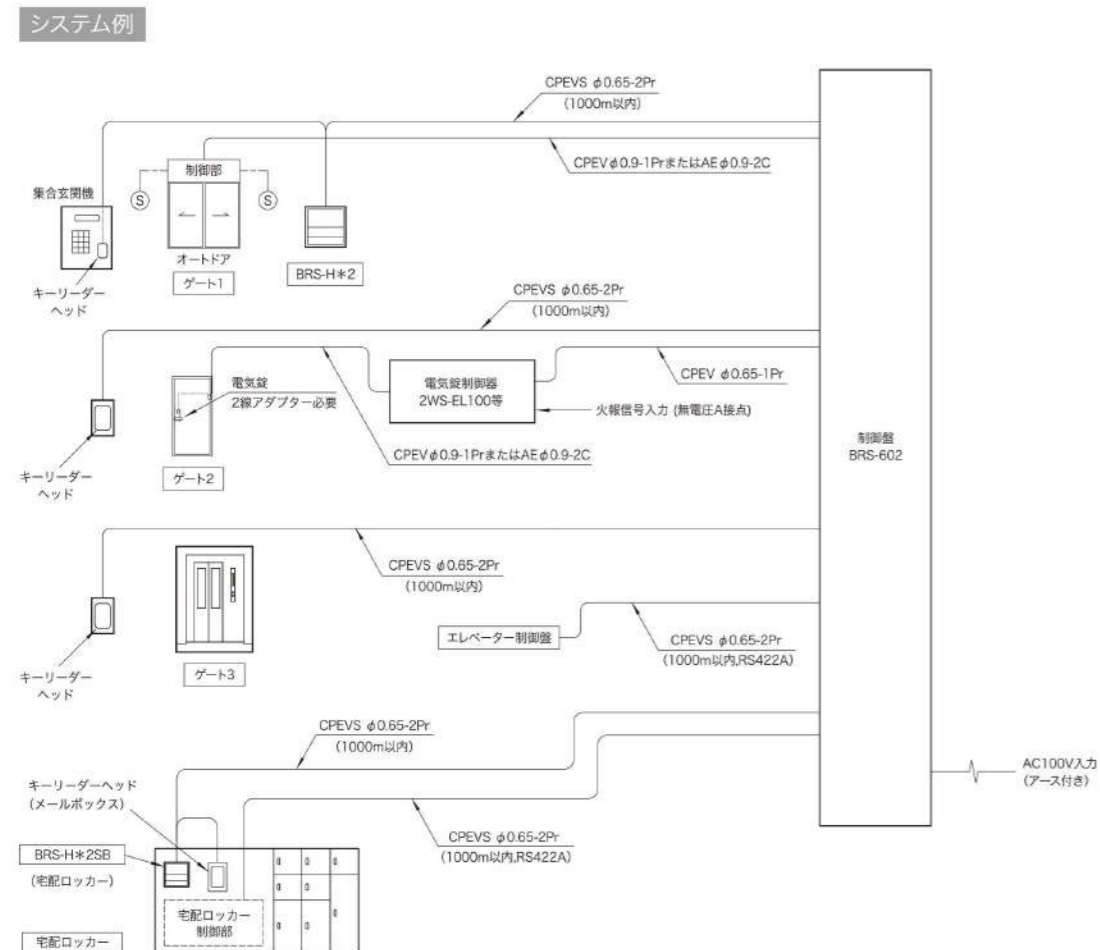 システム例
CPEVS φ0.65-2Pr
(1000m以内)
CPEVφ0.9-1PrまたはAEφ0.9-2C
制御部
集合玄関機
S
S
オートドア
ゲート1
BRS-H＊2
キーリーダー
ヘッド
CPEVS φ0.65-2Pr
(1000m以内)
CPEV φ0.65-1Pr
電気錠
2線アダプター必要
電気錠制御器
2WS-EL100等
火報信号入力 (無電圧A接点)
制御盤
BRS-602
CPEVφ0.9-1PrまたはAEφ0.9-2C
キーリーダー
ヘッド
ゲート2
CPEVS φ0.65-2Pr
(1000m以内)
エレベーター制御盤
CPEVS φ0.65-2Pr
(1000m以内,RS422A)
キーリーダー
ヘッド
ゲート3
CPEVS φ0.65-2Pr
(1000m以内)
AC100V入力
(アース付き)
キーリーダーヘッド
(メールボックス)
CPEVS φ0.65-2Pr
(1000m以内,RS422A)
BRS-H＊2SB
(宅配ロッカー)
宅配ロッカー
制御部
宅配ロッカー